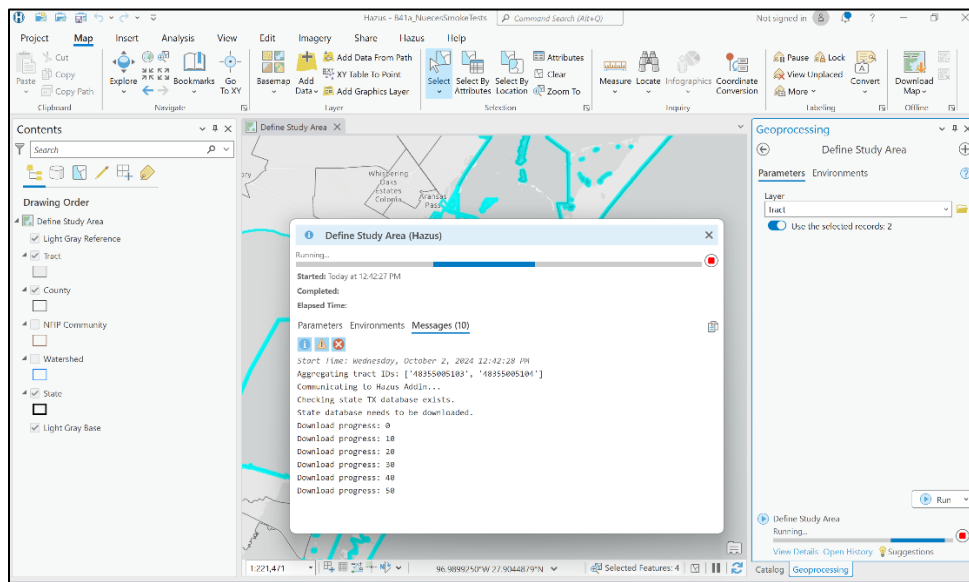 Hazus - B41a_NuecesSmokeTests
Command Search (Alt+Q)
Not signed in
?
Project Map Insert Analysis View Edit Imagery Share Hazus Help
Cut
Copy
Copy Path
Paste
Explore
Bookmarks
Go To XY
Basemap
Add Data
Add Data From Path
XY Table To Point
Add Graphics Layer
Select
Select By Attributes
Select By Location
Attributes
Clear
Zoom To
Measure
Locate
Infographics
Coordinate Conversion
Pause
Lock
View Unplaced
More
Convert
Download Map
Clipboard Navigate Layer Selection Inquiry Labeling Offline
Contents
Search
Drawing Order
Define Study Area
Light Gray Reference
Tract
County
NFIP Community
Watershed
State
Light Gray Base
Define Study Area
Whispering
Oaks
Estates
Colonia
Aransas
Pass
Define Study Area (Hazus)
Running...
Started: Today at 12:42:27 PM
Completed:
Elapsed Time:
Parameters Environments Messages (10)
Start Time: Wednesday, October 2, 2024 12:42:28 PM
Aggregating tract IDs: ['48355005103', '48355005104']
Communicating to Hazus Addin...
Checking state TX database exists.
State database needs to be downloaded.
Download progress: 0
Download progress: 10
Download progress: 20
Download progress: 30
Download progress: 40
Download progress: 50
1:221,471
96.9899250°W 27.9044879°N
Selected Features: 4
Geoprocessing
Define Study Area
Parameters Environments
Layer
Tract
Use the selected records: 2
Run
Define Study Area
Running...
View Details Open History Suggestions
Catalog Geoprocessing